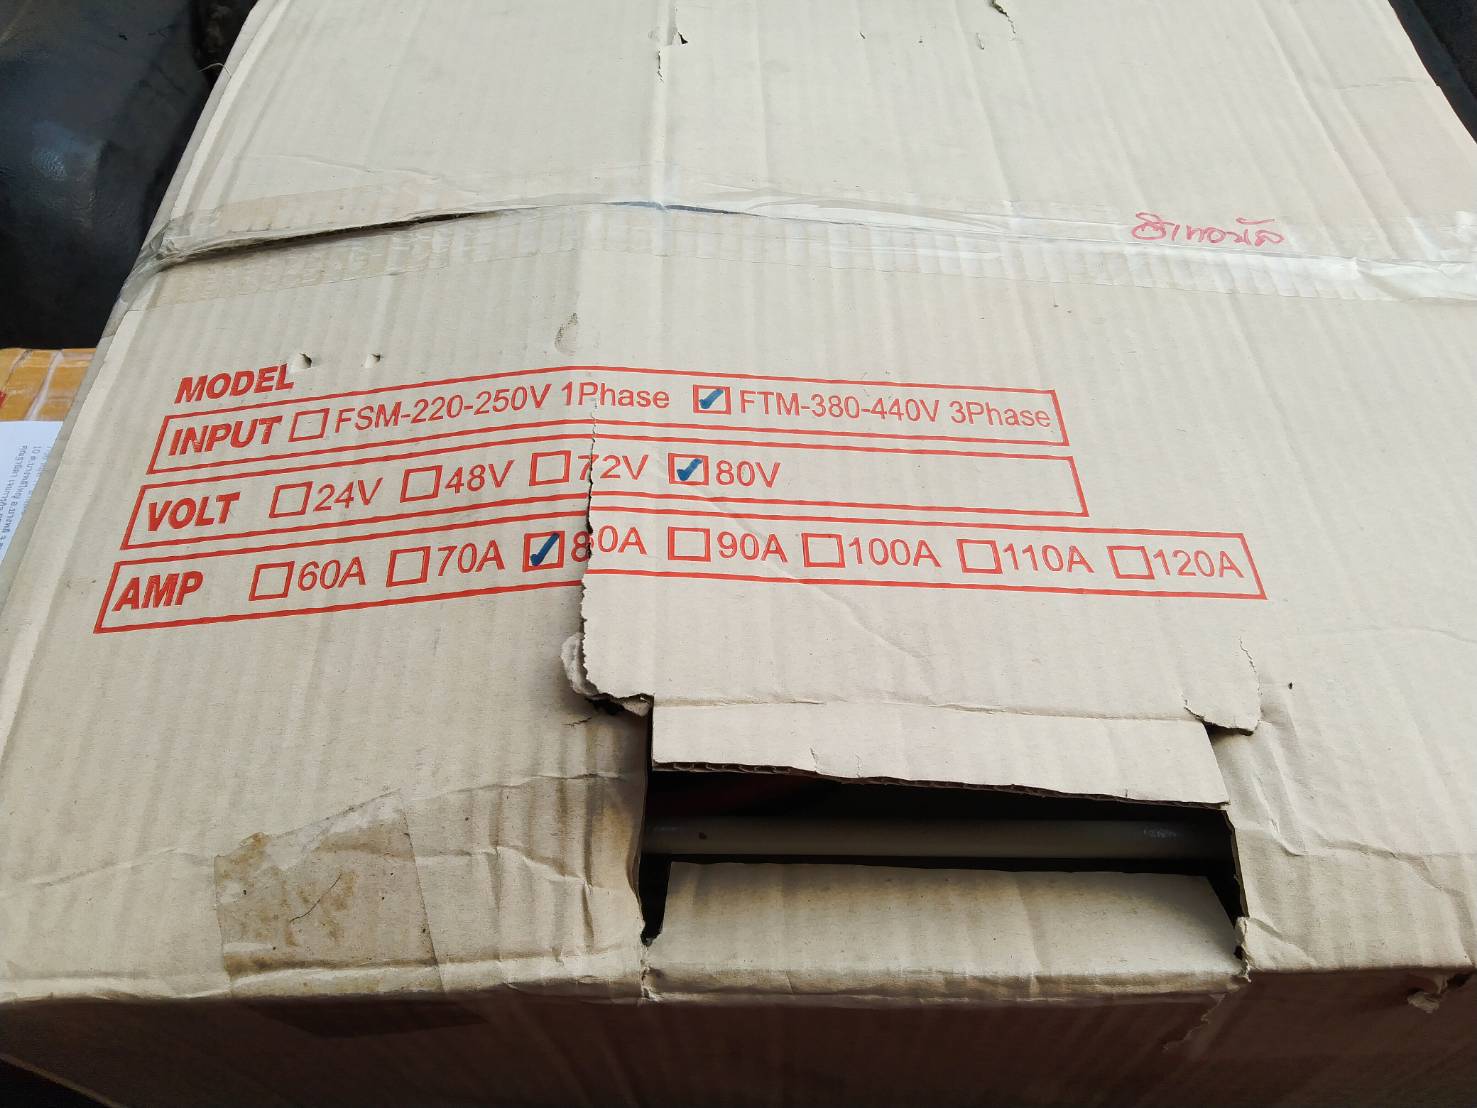 MODEL
INPUT ☐ FSM-220-250V 1Phase ☑ FTM-380-440V 3Phase
VOLT ☐ 24V ☐ 48V ☐ 72V ☑ 80V
AMP ☐ 60A ☐ 70A ☑ 80A ☐ 90A ☐ 100A ☐ 110A ☐ 120A